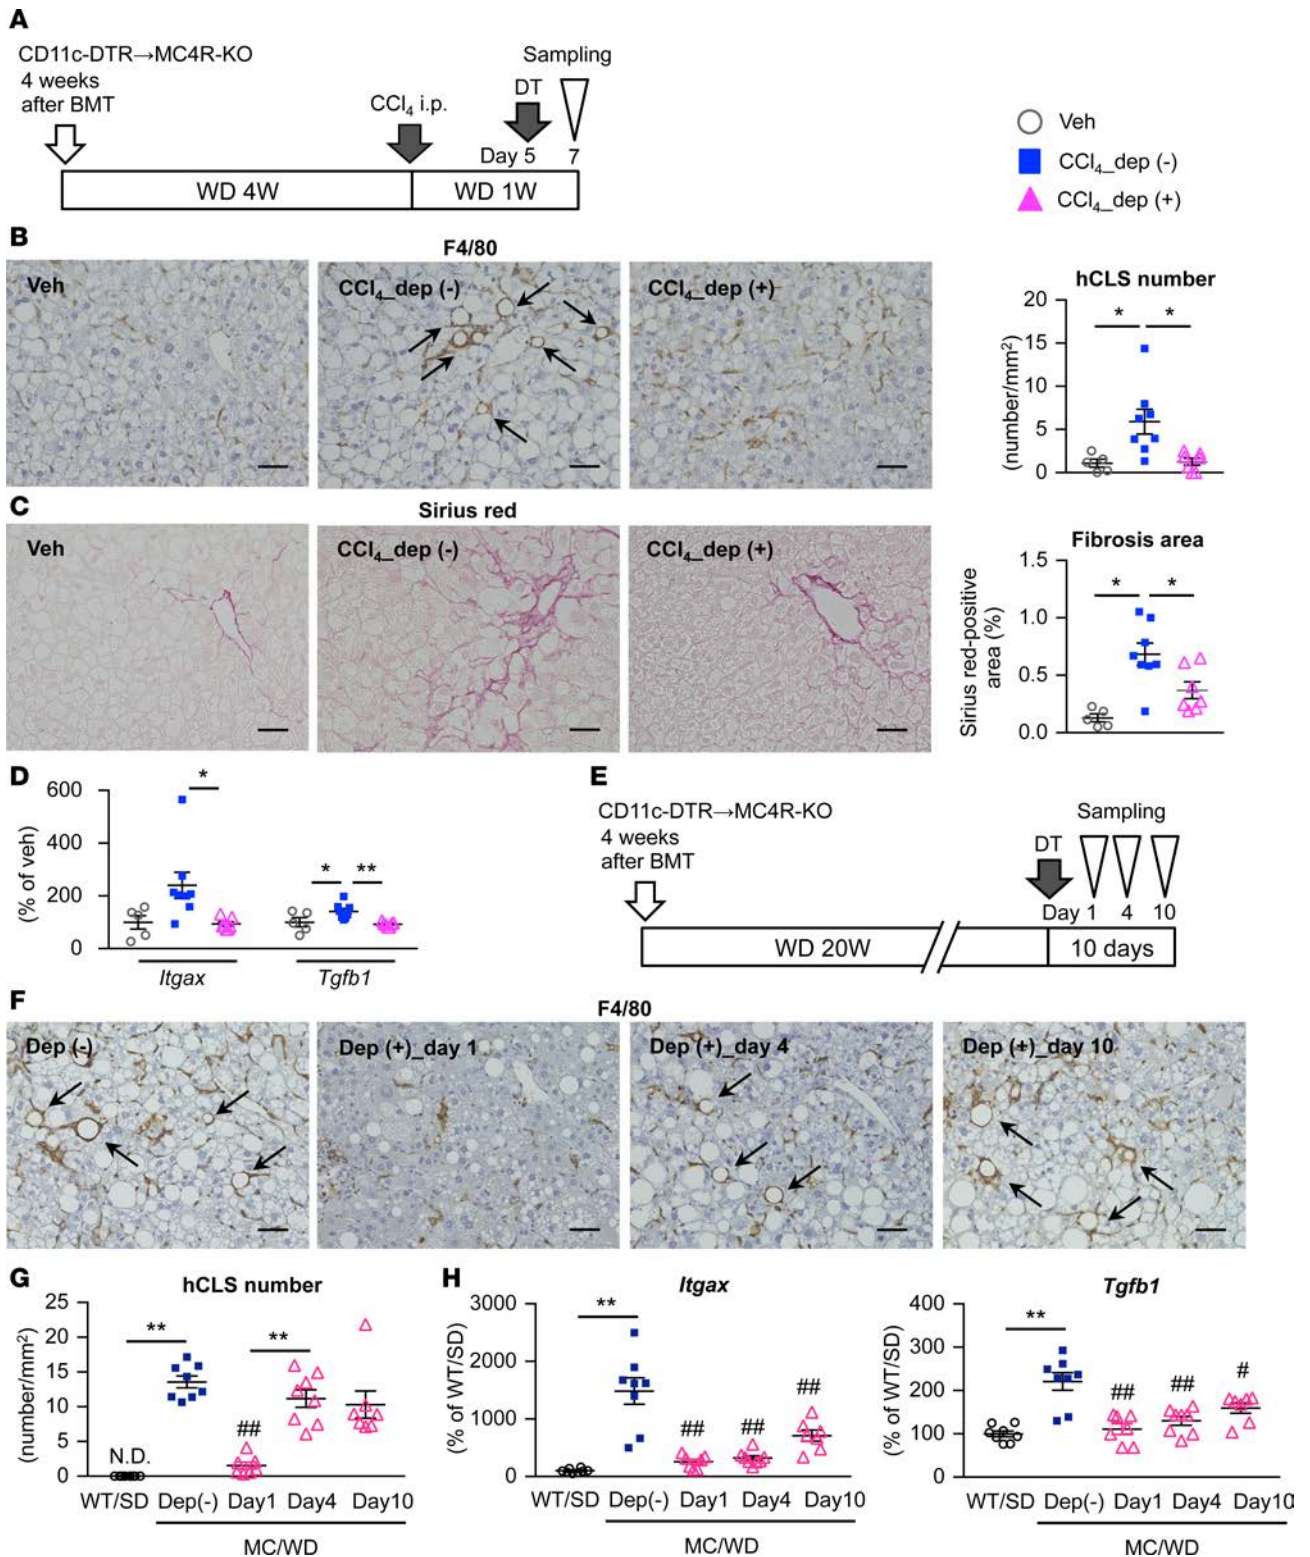 A
CD11c-DTR→MC4R-KO
4 weeks
after BMT
CCl4 i.p.
Sampling
DT
Day 5
7
WD 4W
WD 1W
Veh
CCl4_dep (-)
CCl4_dep (+)
B
F4/80
Veh
CCl4_dep (-)
CCl4_dep (+)
hCLS number
(number/mm²)
20
15
10
5
0
*
*
C
Sirius red
Veh
CCl4_dep (-)
CCl4_dep (+)
Fibrosis area
Sirius red-positive
area (%)
1.5
1.0
0.5
0.0
*
*
D
(% of veh)
600
400
200
0
*
*
**
Itgax
Tgfb1
E
CD11c-DTR→MC4R-KO
4 weeks
after BMT
Sampling
DT
Day 1 4 10
WD 20W
10 days
F
F4/80
Dep (-)
Dep (+)_day 1
Dep (+)_day 4
Dep (+)_day 10
G
hCLS number
(number/mm²)
25
20
15
10
5
0
N.D.
**
##
**
WT/SD
Dep(-)
Day1
Day4
Day10
MC/WD
H
Itgax
(% of WT/SD)
3000
2000
1000
0
**
##
##
##
WT/SD
Dep(-)
Day1
Day4
Day10
MC/WD
Tgfb1
(% of WT/SD)
400
300
200
100
0
**
##
##
#
WT/SD
Dep(-)
Day1
Day4
Day10
MC/WD